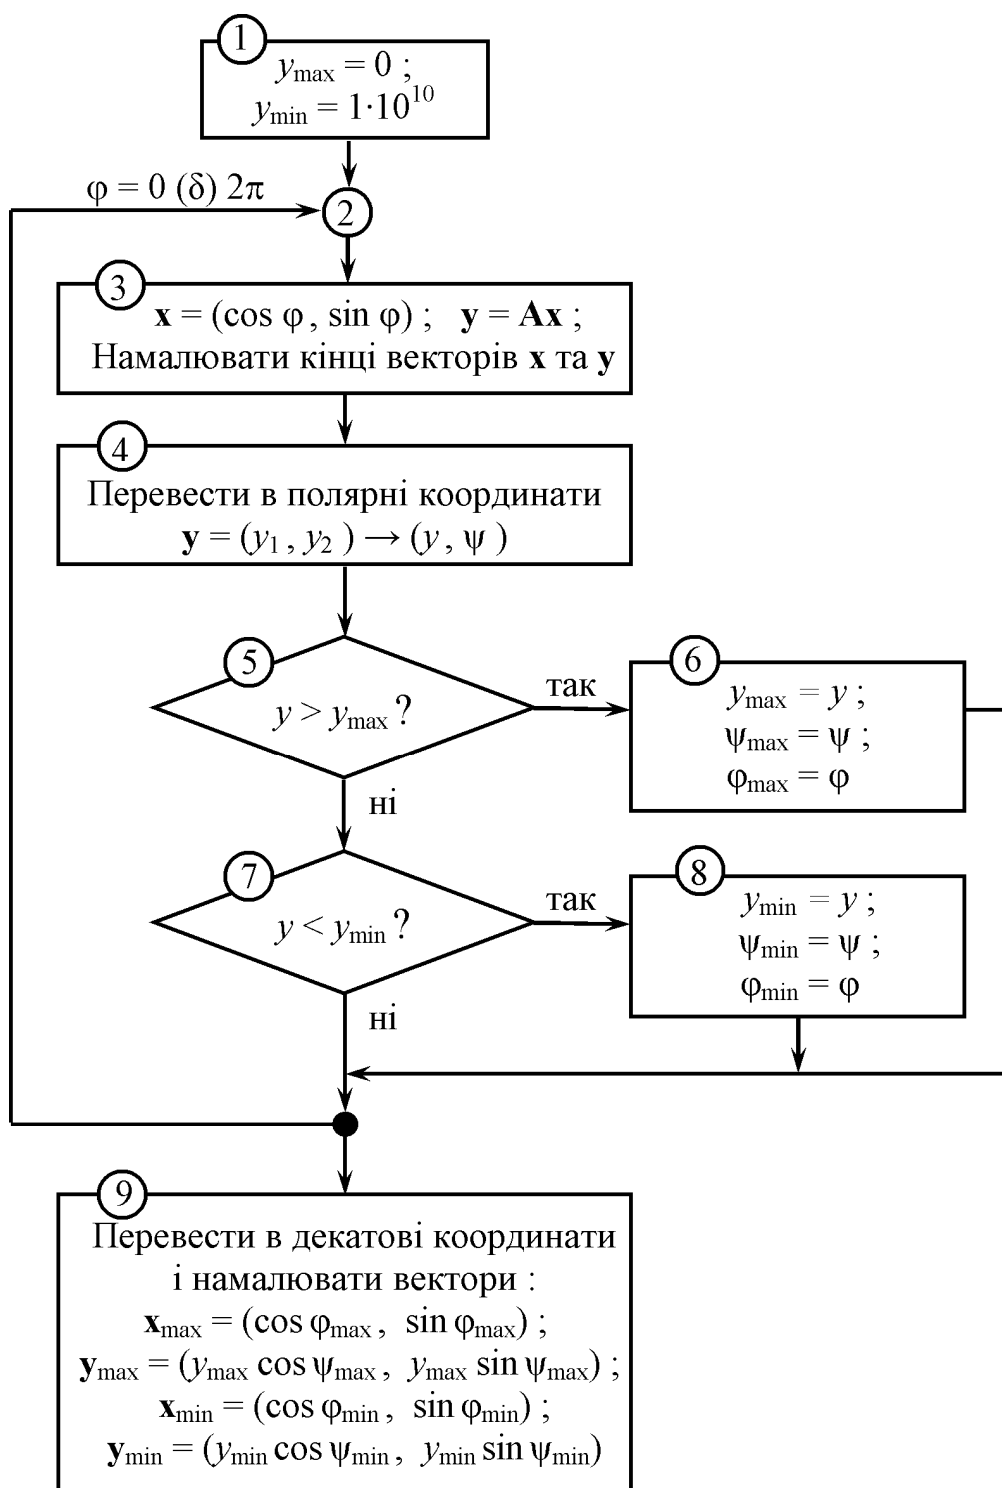 1
y_max = 0 ;
y_min = 1·10^10
φ = 0 (δ) 2π
2
3
x = (cos φ , sin φ) ; y = Ax ;
Намалювати кінці векторів x та y
4
Перевести в полярні координати
y = (y₁ , y₂ ) → (y , ψ )
5
y > y_max ?
так
6
y_max = y ;
ψ_max = ψ ;
φ_max = φ
ні
7
y < y_min ?
так
8
y_min = y ;
ψ_min = ψ ;
φ_min = φ
ні
9
Перевести в декатові координати
і намалювати вектори :
x_max = (cos φ_max , sin φ_max) ;
y_max = (y_max cos ψ_max , y_max sin ψ_max) ;
x_min = (cos φ_min , sin φ_min) ;
y_min = (y_min cos ψ_min , y_min sin ψ_min)